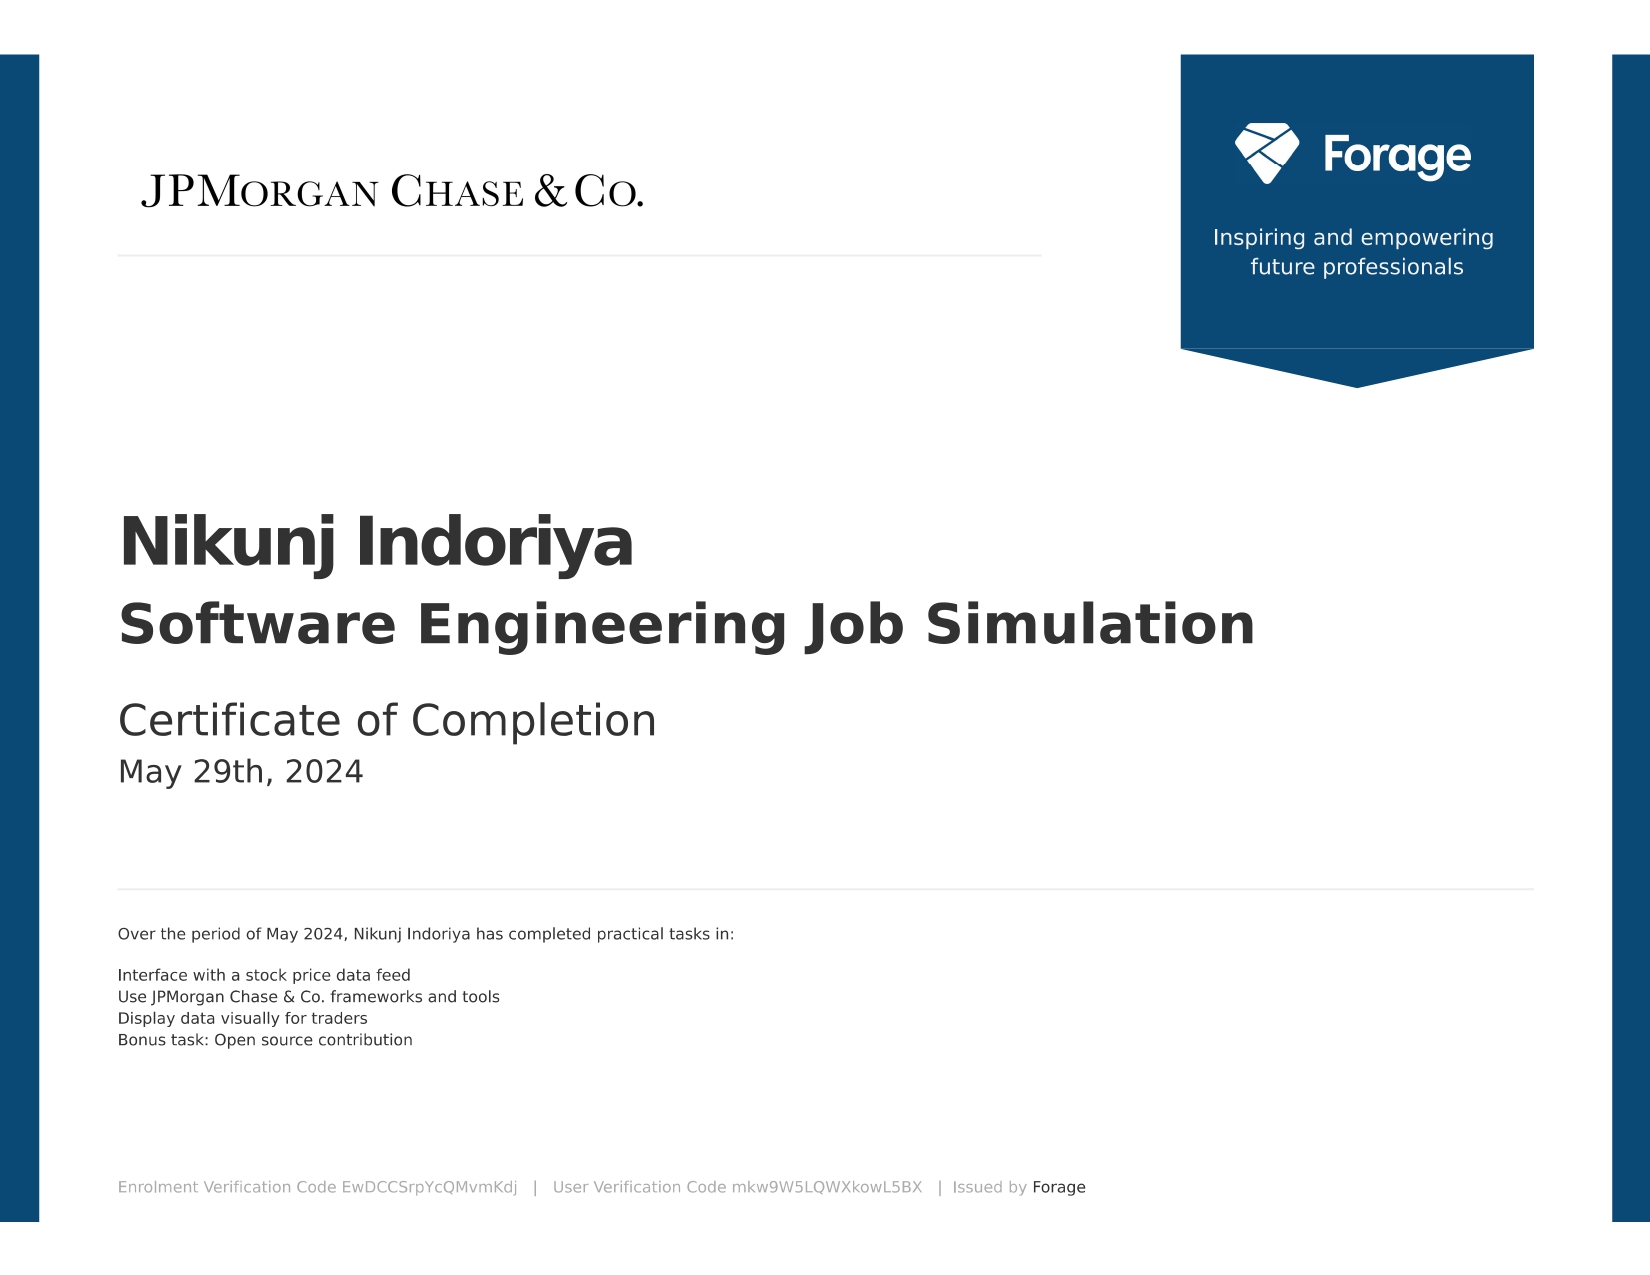 JPMORGAN CHASE & CO.
Forage
Inspiring and empowering
future professionals
Nikunj Indoriya
Software Engineering Job Simulation
Certificate of Completion
May 29th, 2024
Over the period of May 2024, Nikunj Indoriya has completed practical tasks in:
Interface with a stock price data feed
Use JPMorgan Chase & Co. frameworks and tools
Display data visually for traders
Bonus task: Open source contribution
Enrolment Verification Code EwDCCSrpYcQMvmKdj | User Verification Code mkw9W5LQWXkowL5BX | Issued by Forage